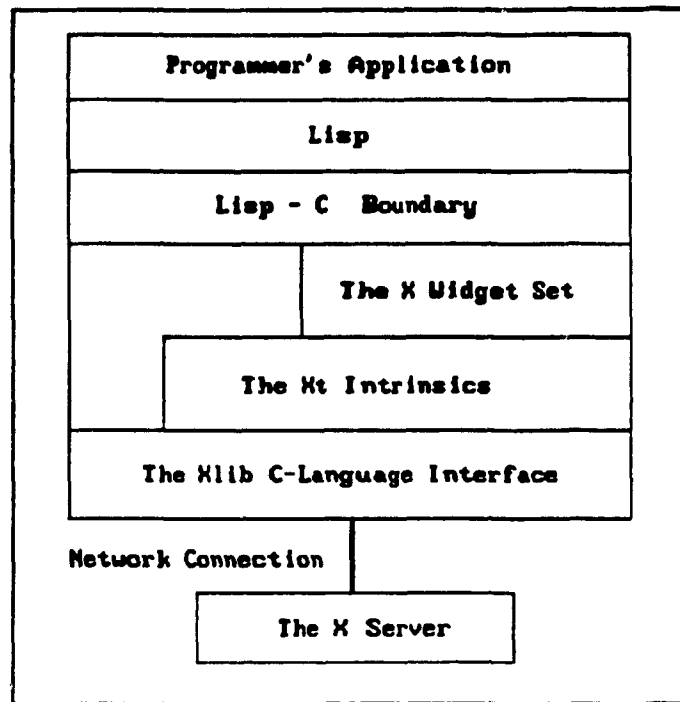 Programmer's Application
Lisp
Lisp - C Boundary
The X Widget Set
The Xt Intrinsics
The Xlib C-Language Interface
Network Connection
The X Server